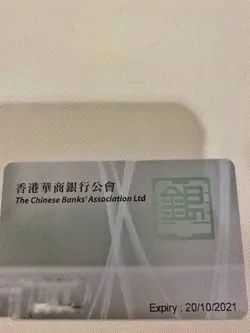 香港華商銀行公會
The Chinese Banks' Association Ltd
Expiry : 20/10/2021